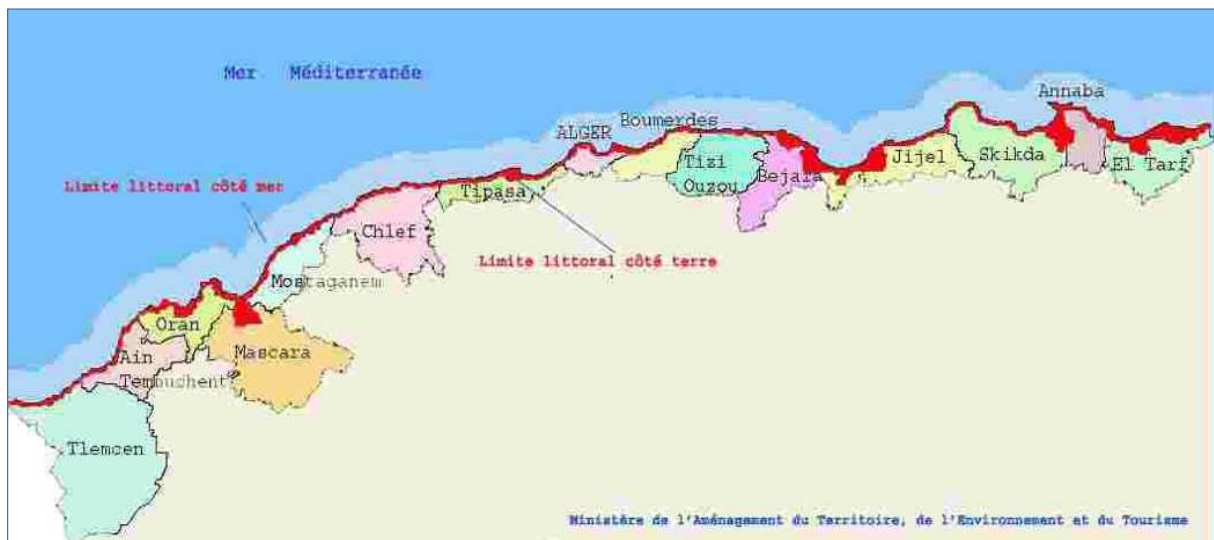 Mer Méditerranée
Annaba
ALGER
Boumerdes
Jijel
Skikda
El Tarf
Tizi
Ouzou
Bejaia
Limite littoral côté mer
Tipasa
Chlef
Limite littoral côté terre
Mostaganem
Oran
Ain
Temouchent
Mascara
Tlemcen
Ministère de l'Aménagement du Territoire, de l'Environnement et du Tourisme